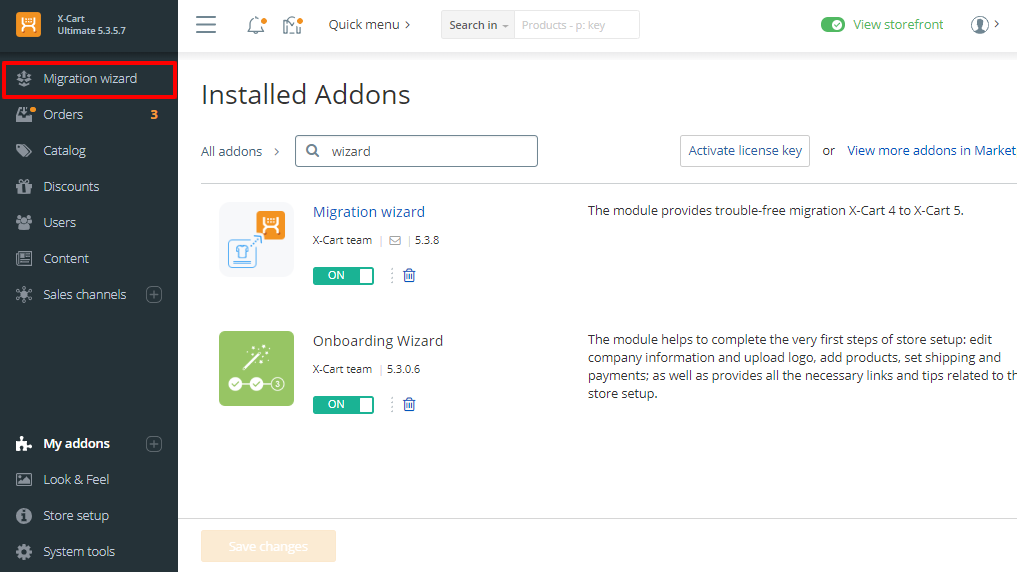 X-Cart
Ultimate 5.3.5.7
Quick menu
Search in
Products - p: key
View storefront
Migration wizard
Orders 3
Catalog
Discounts
Users
Content
Sales channels
My addons
Look & Feel
Store setup
System tools
Installed Addons
All addons
wizard
Activate license key or View more addons in Market
Migration wizard
X-Cart team | 5.3.8
ON
The module provides trouble-free migration X-Cart 4 to X-Cart 5.
3
Onboarding Wizard
X-Cart team | 5.3.0.6
ON
The module helps to complete the very first steps of store setup: edit
company information and upload logo, add products, set shipping and
payments; as well as provides all the necessary links and tips related to th
store setup.
Save changes